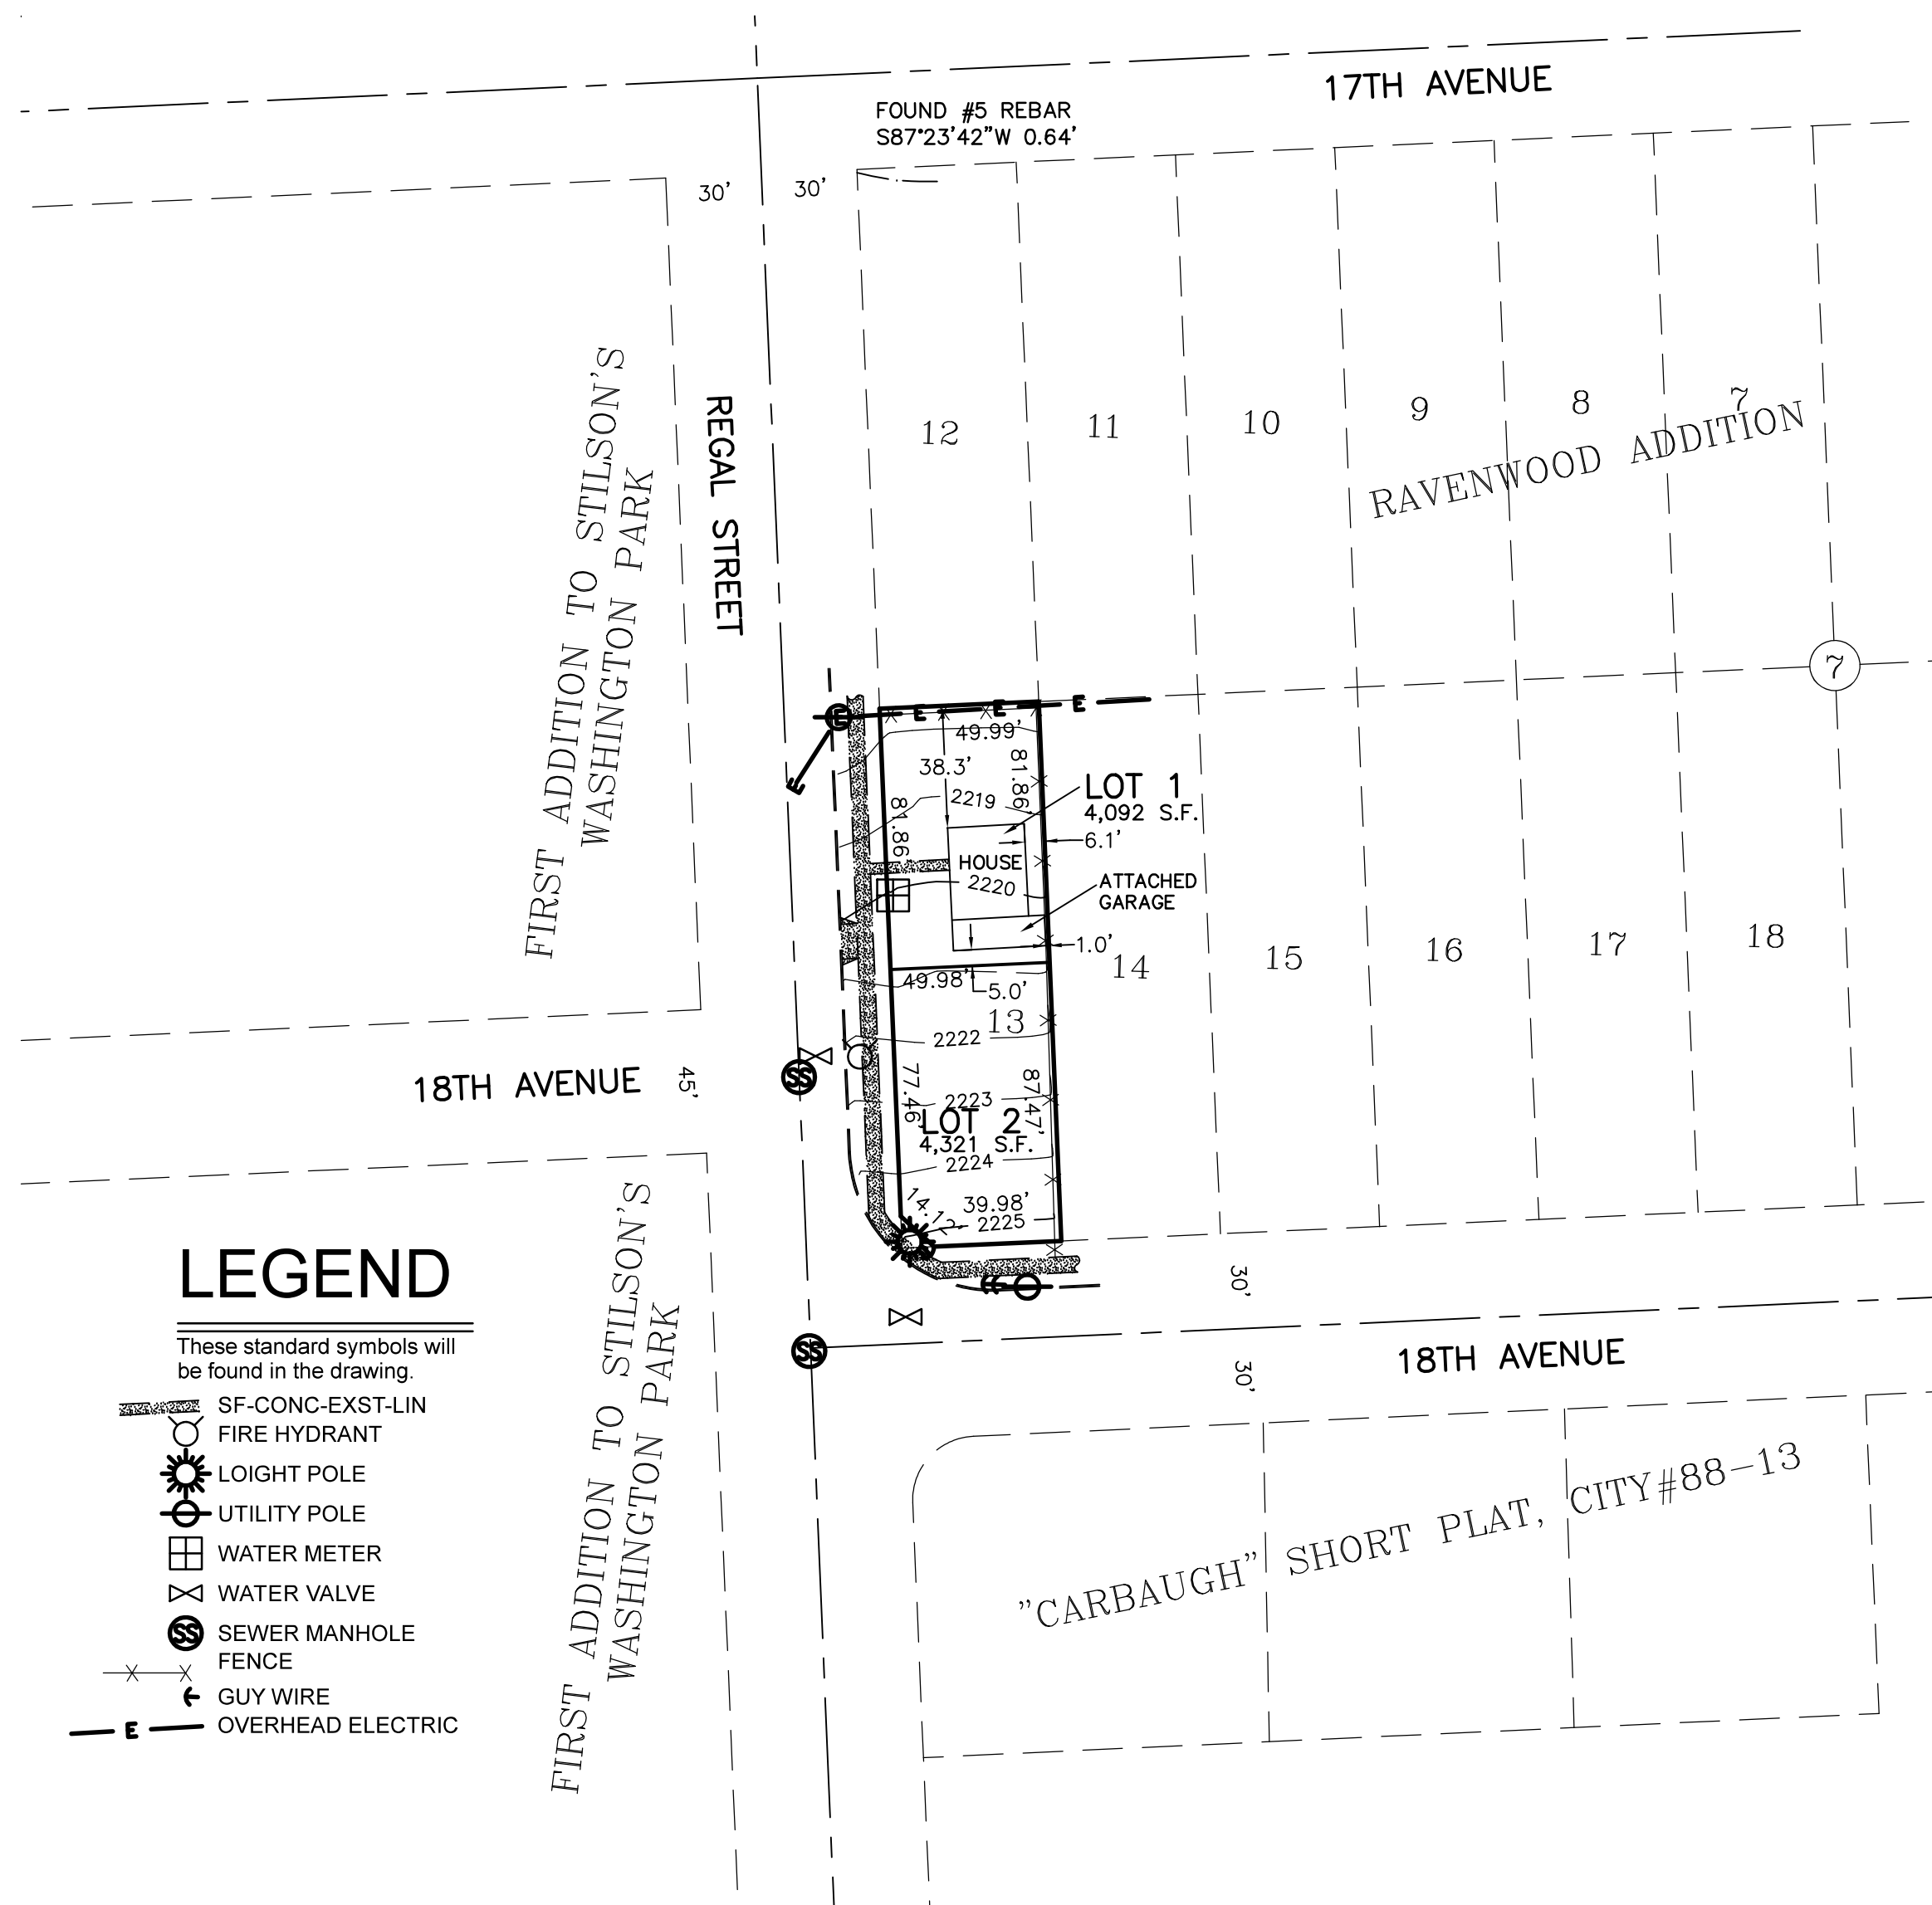 17TH AVENUE
FOUND #5 REBAR
S87°23'42"W 0.64'
30'
30'
FIRST ADDITION TO STILSON'S
WASHINGTON PARK
REGAL STREET
12
11
10
9
8
7
RAVENWOOD ADDITION
7
E
E
E
E
E
49.99'
38.3'
81.86'
81.86'
2219
LOT 1
4,092 S.F.
6.1'
HOUSE
2220
ATTACHED
GARAGE
1.0'
14
15
16
17
18
49.98'
5.0'
13
2222
18TH AVENUE
45'
SS
77.46'
87.47'
2223
LOT 2
4,321 S.F.
2224
14.12'
39.98'
2225
30'
SS
30'
18TH AVENUE
FIRST ADDITION TO STILSON'S
WASHINGTON PARK
"CARBAUGH" SHORT PLAT, CITY#88-13
LEGEND
These standard symbols will
be found in the drawing.
SF-CONC-EXST-LIN
FIRE HYDRANT
LOIGHT POLE
UTILITY POLE
WATER METER
WATER VALVE
SS SEWER MANHOLE
FENCE
GUY WIRE
E OVERHEAD ELECTRIC